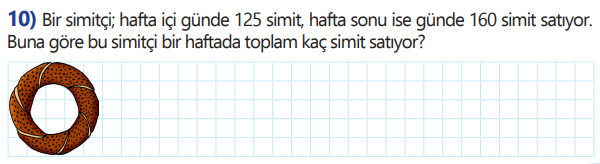 10) Bir simitçi; hafta içi günde 125 simit, hafta sonu ise günde 160 simit satıyor.
Buna göre bu simitçi bir haftada toplam kaç simit satıyor?